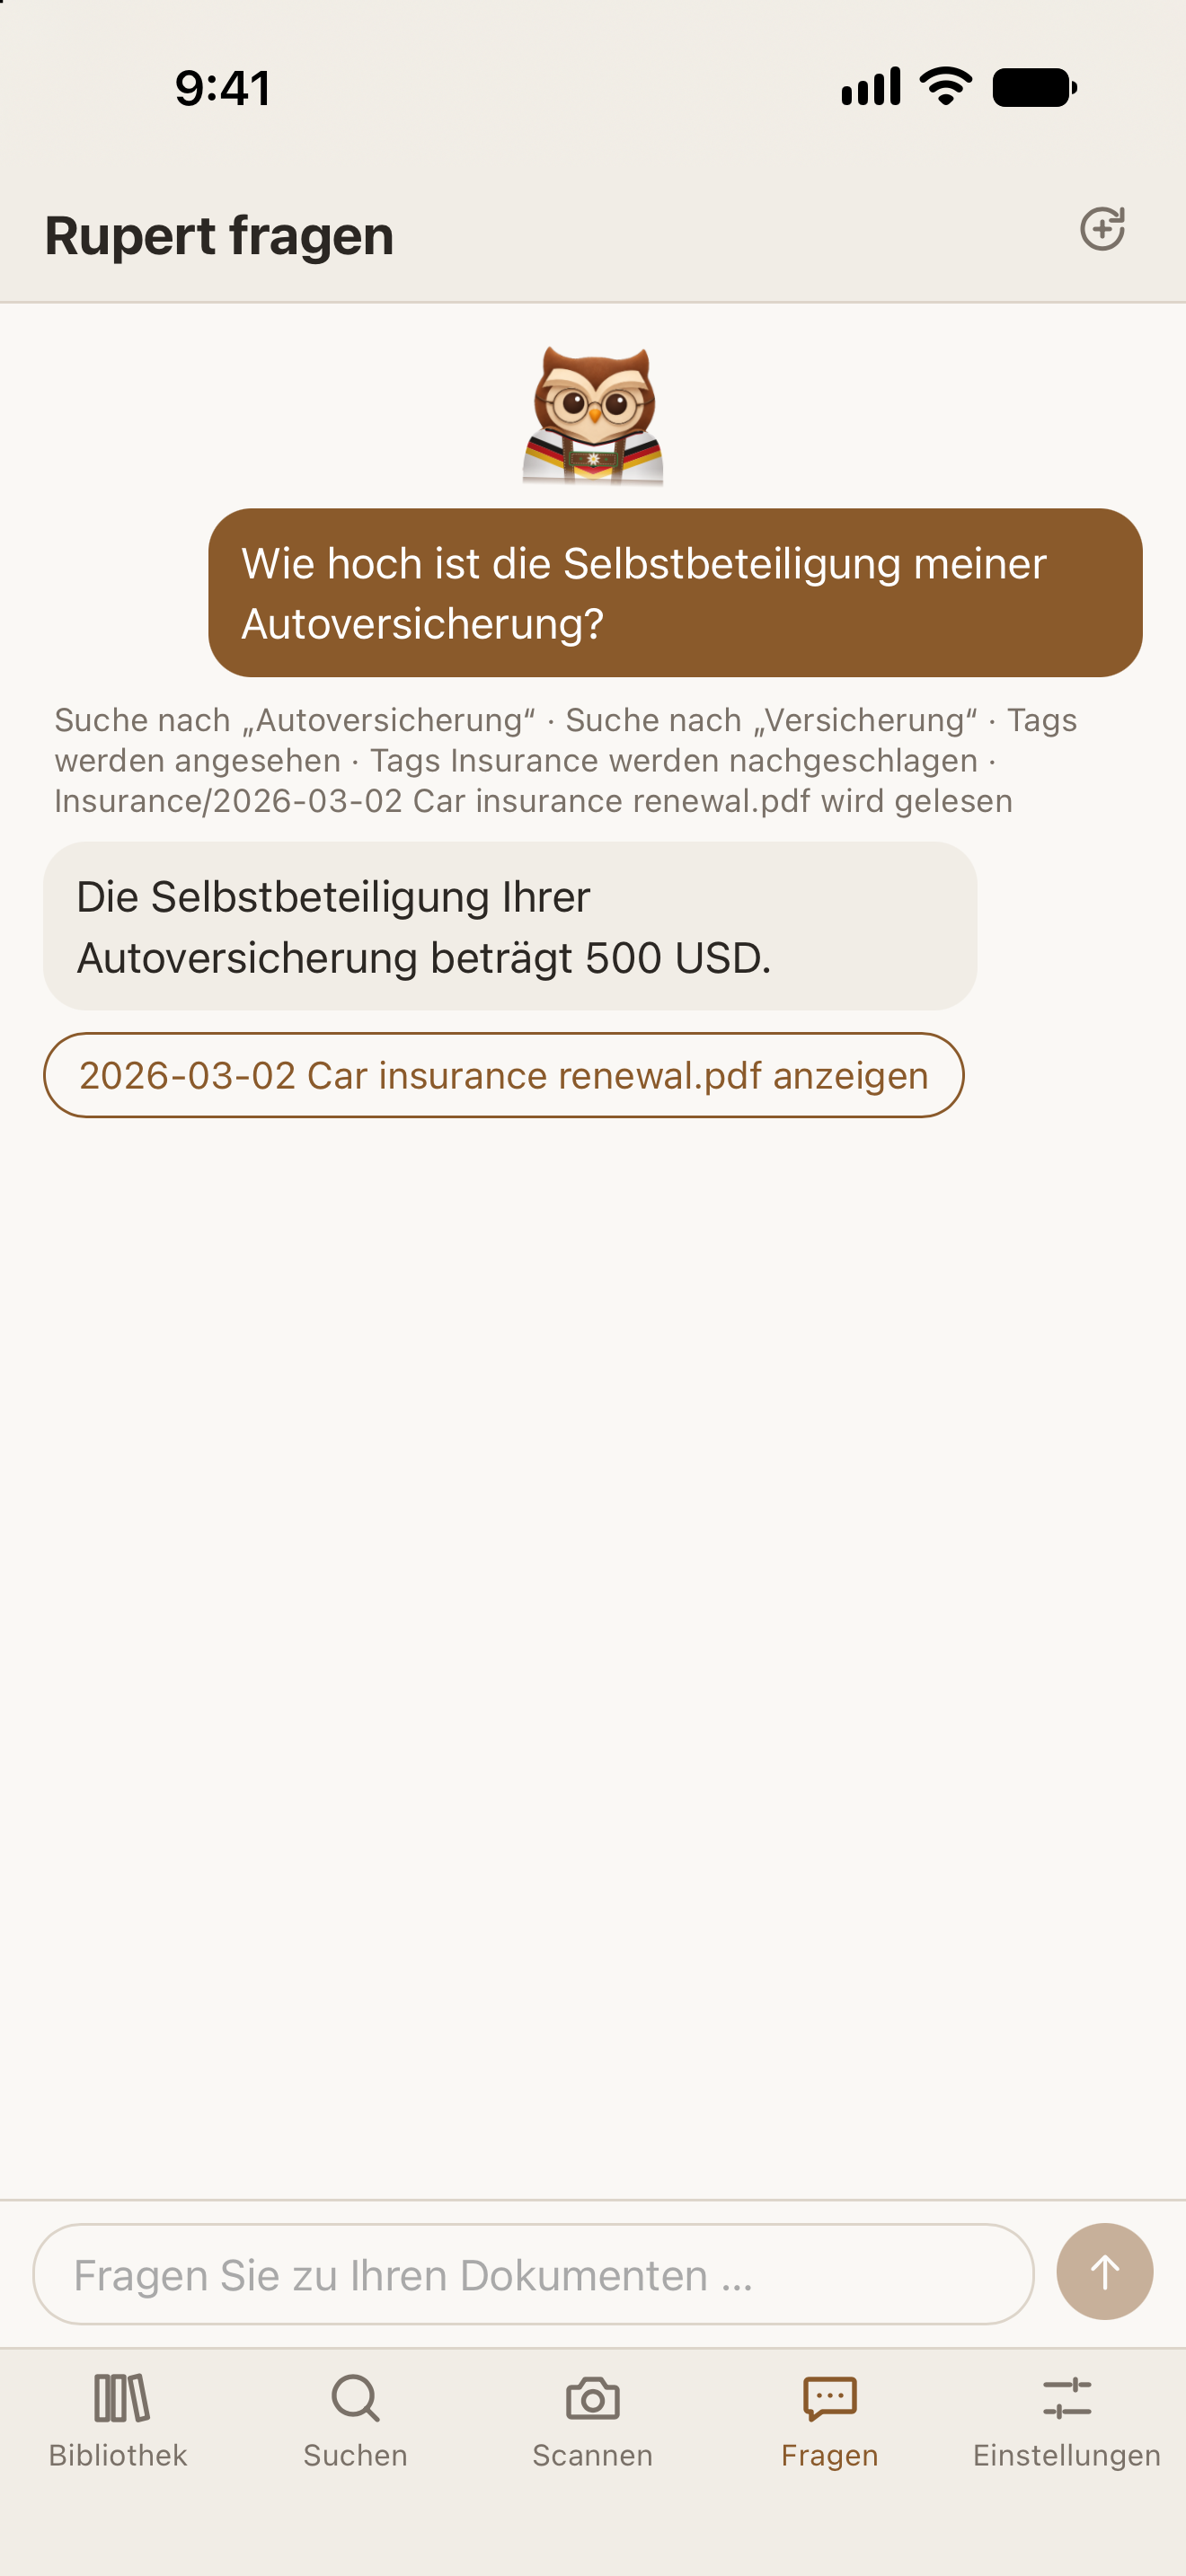 9:41
Rupert fragen
Wie hoch ist die Selbstbeteiligung meiner
Autoversicherung?
Suche nach „Autoversicherung“ · Suche nach „Versicherung“ · Tags
werden angesehen · Tags Insurance werden nachgeschlagen ·
Insurance/2026-03-02 Car insurance renewal.pdf wird gelesen
Die Selbstbeteiligung Ihrer
Autoversicherung beträgt 500 USD.
2026-03-02 Car insurance renewal.pdf anzeigen
Fragen Sie zu Ihren Dokumenten ...
Bibliothek
Suchen
Scannen
Fragen
Einstellungen